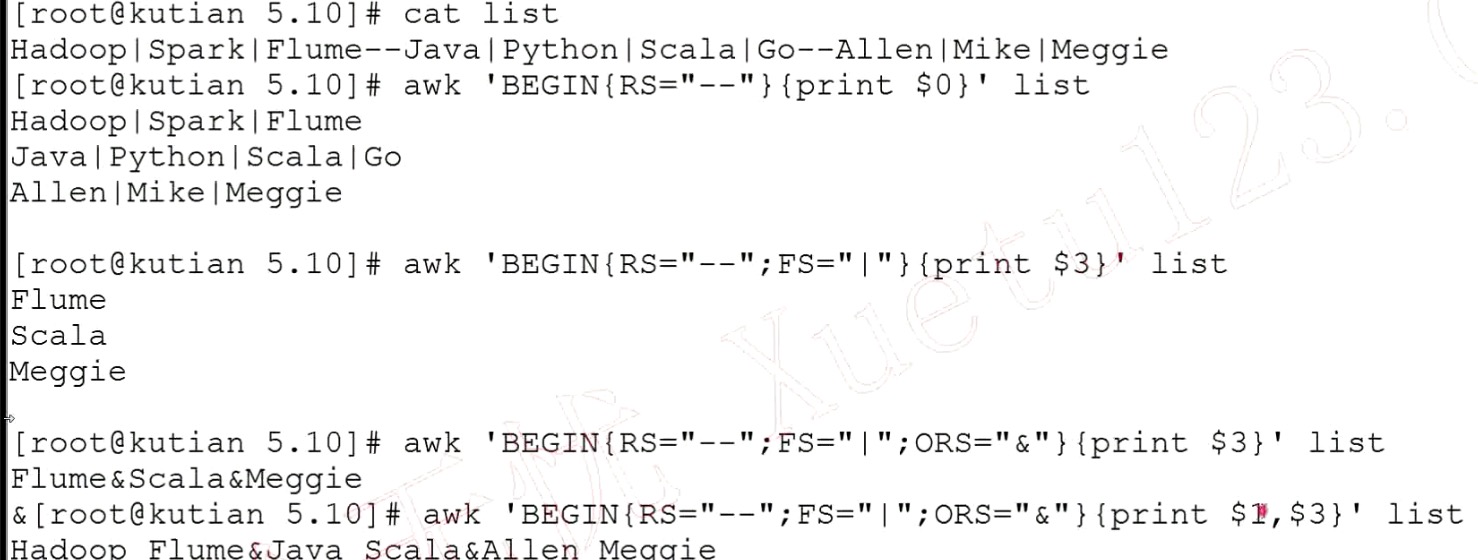 [root@kutian 5.10]# cat list
Hadoop|Spark|Flume--Java|Python|Scala|Go--Allen|Mike|Meggie
[root@kutian 5.10]# awk 'BEGIN{RS="--"}{print $0}' list
Hadoop|Spark|Flume
Java|Python|Scala|Go
Allen|Mike|Meggie
[root@kutian 5.10]# awk 'BEGIN{RS="--";FS="|"}{print $3}' list
Flume
Scala
Meggie
[root@kutian 5.10]# awk 'BEGIN{RS="--";FS="|";ORS="&"}{print $3}' list
Flume&Scala&Meggie
&[root@kutian 5.10]# awk 'BEGIN{RS="--";FS="|";ORS="&"}{print $1,$3}' list
Hadoop Flume&Java Scala&Allen Meggie
Xuetu123.